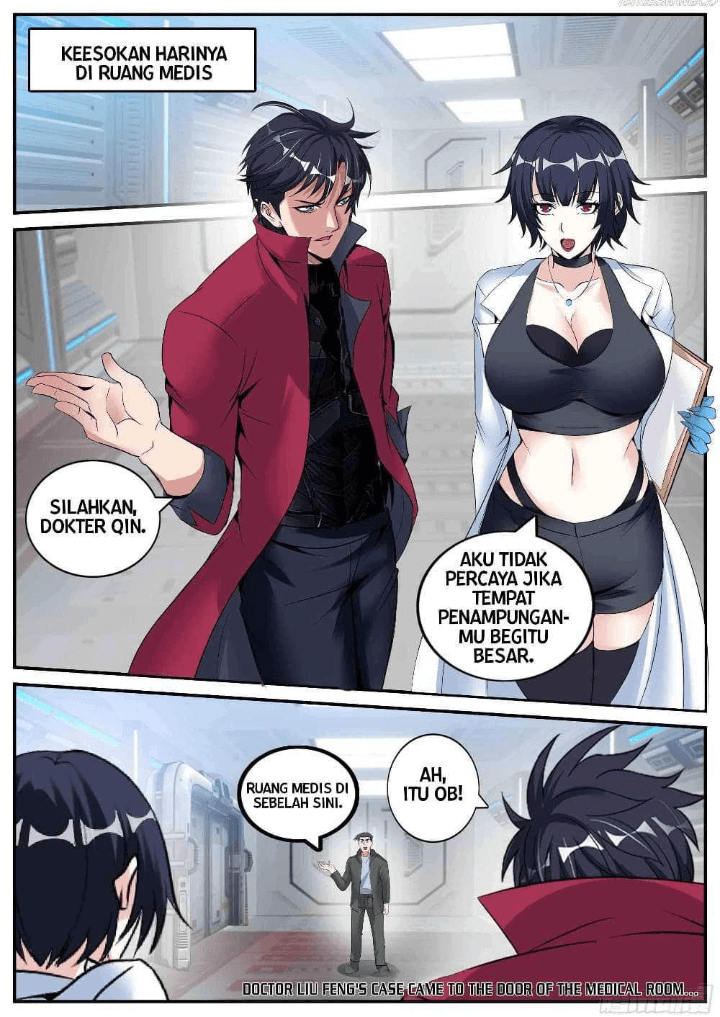 KEESOKAN HARINYA
DI RUANG MEDIS
SILAHKAN,
DOKTER QIN.
AKU TIDAK
PERCAYA JIKA
TEMPAT
PENAMPUNGAN-
MU BEGITU
BESAR.
RUANG MEDIS DI
SEBELAH SINI.
AH,
ITU OB!
DOCTOR LIU FENG'S CASE CAME TO THE DOOR OF THE MEDICAL ROOM....